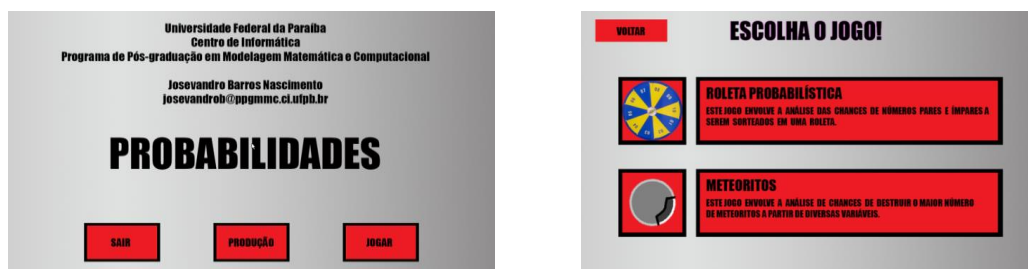 Universidade Federal da Paraíba
Centro de Informática
Programa de Pós-graduação em Modelagem Matemática e Computacional
Josevandro Barros Nascimento
josevandrob@ppgmmc.ci.ufpb.br
PROBABILIDADES
SAIR
PRODUÇÃO
JOGAR
VOLTAR
ESCOLHA O JOGO!
ROLETA PROBABILÍSTICA
ESTE JOGO ENVOLVE A ANÁLISE DAS CHANCES DE NÚMEROS PARES E ÍMPARES A
SEREM SORTEADOS EM UMA ROLETA.
METEORITOS
ESTE JOGO ENVOLVE A ANÁLISE DE CHANCES DE DESTRUIR O MAIOR NÚMERO
DE METEORITOS A PARTIR DE DIVERSAS VARIÁVEIS.